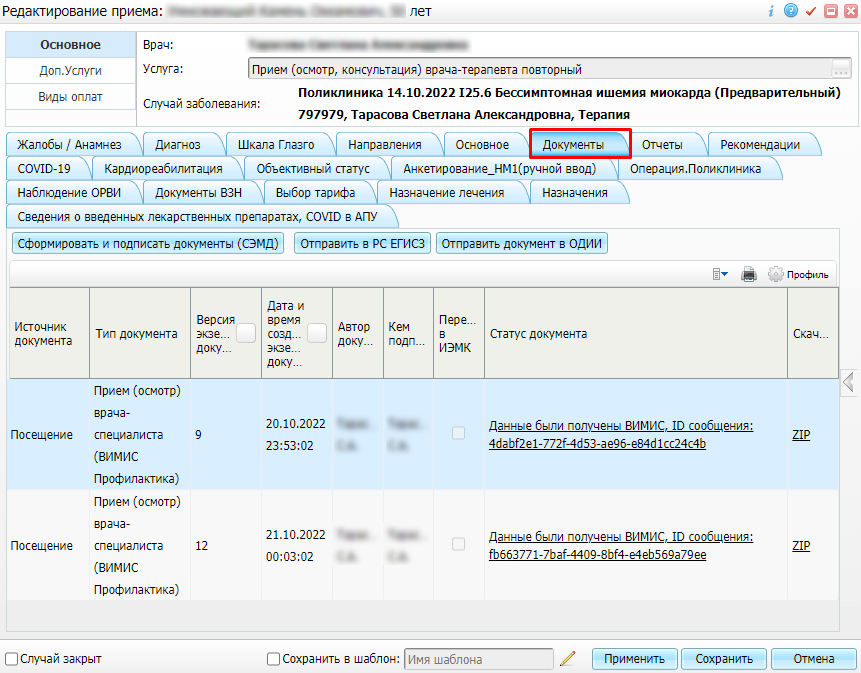 Редактирование приема: лет
Основное
Доп.Услуги
Виды оплат
Врач:
Услуга: Прием (осмотр, консультация) врача-терапевта повторный ...
Случай заболевания: Поликлиника 14.10.2022 I25.6 Бессимптомная ишемия миокарда (Предварительный)
797979, Тарасова Светлана Александровна, Терапия
Жалобы / Анамнез Диагноз Шкала Глазго Направления Основное Документы Отчеты Рекомендации
COVID-19 Кардиореабилитация Объективный статус Анкетирование_НМ1(ручной ввод) Операция.Поликлиника
Наблюдение ОРВИ Документы ВЗН Выбор тарифа Назначение лечения Назначения
Сведения о введенных лекарственных препаратах, COVID в АПУ
Сформировать и подписать документы (СЭМД) Отправить в РС ЕГИСЗ Отправить документ в ОДИИ
Профиль
Источник
документа
Тип документа
Версия
экзе...
доку...
Дата и
время
созд...
экзе...
доку...
Автор
доку...
Кем
подп...
Пере...
в
ИЭМК
Статус документа
Скач...
Посещение
Прием (осмотр)
врача-
специалиста
(ВИМИС
Профилактика)
9
20.10.2022
23:53:02
Данные были получены ВИМИС, ID сообщения:
4dabf2e1-772f-4d53-ae96-e84d1cc24c4b
ZIP
Посещение
Прием (осмотр)
врача-
специалиста
(ВИМИС
Профилактика)
12
21.10.2022
00:03:02
Данные были получены ВИМИС, ID сообщения:
fb663771-7baf-4409-8bf4-e4eb569a79ee
ZIP
Случай закрыт Сохранить в шаблон: Имя шаблона Применить Сохранить Отмена